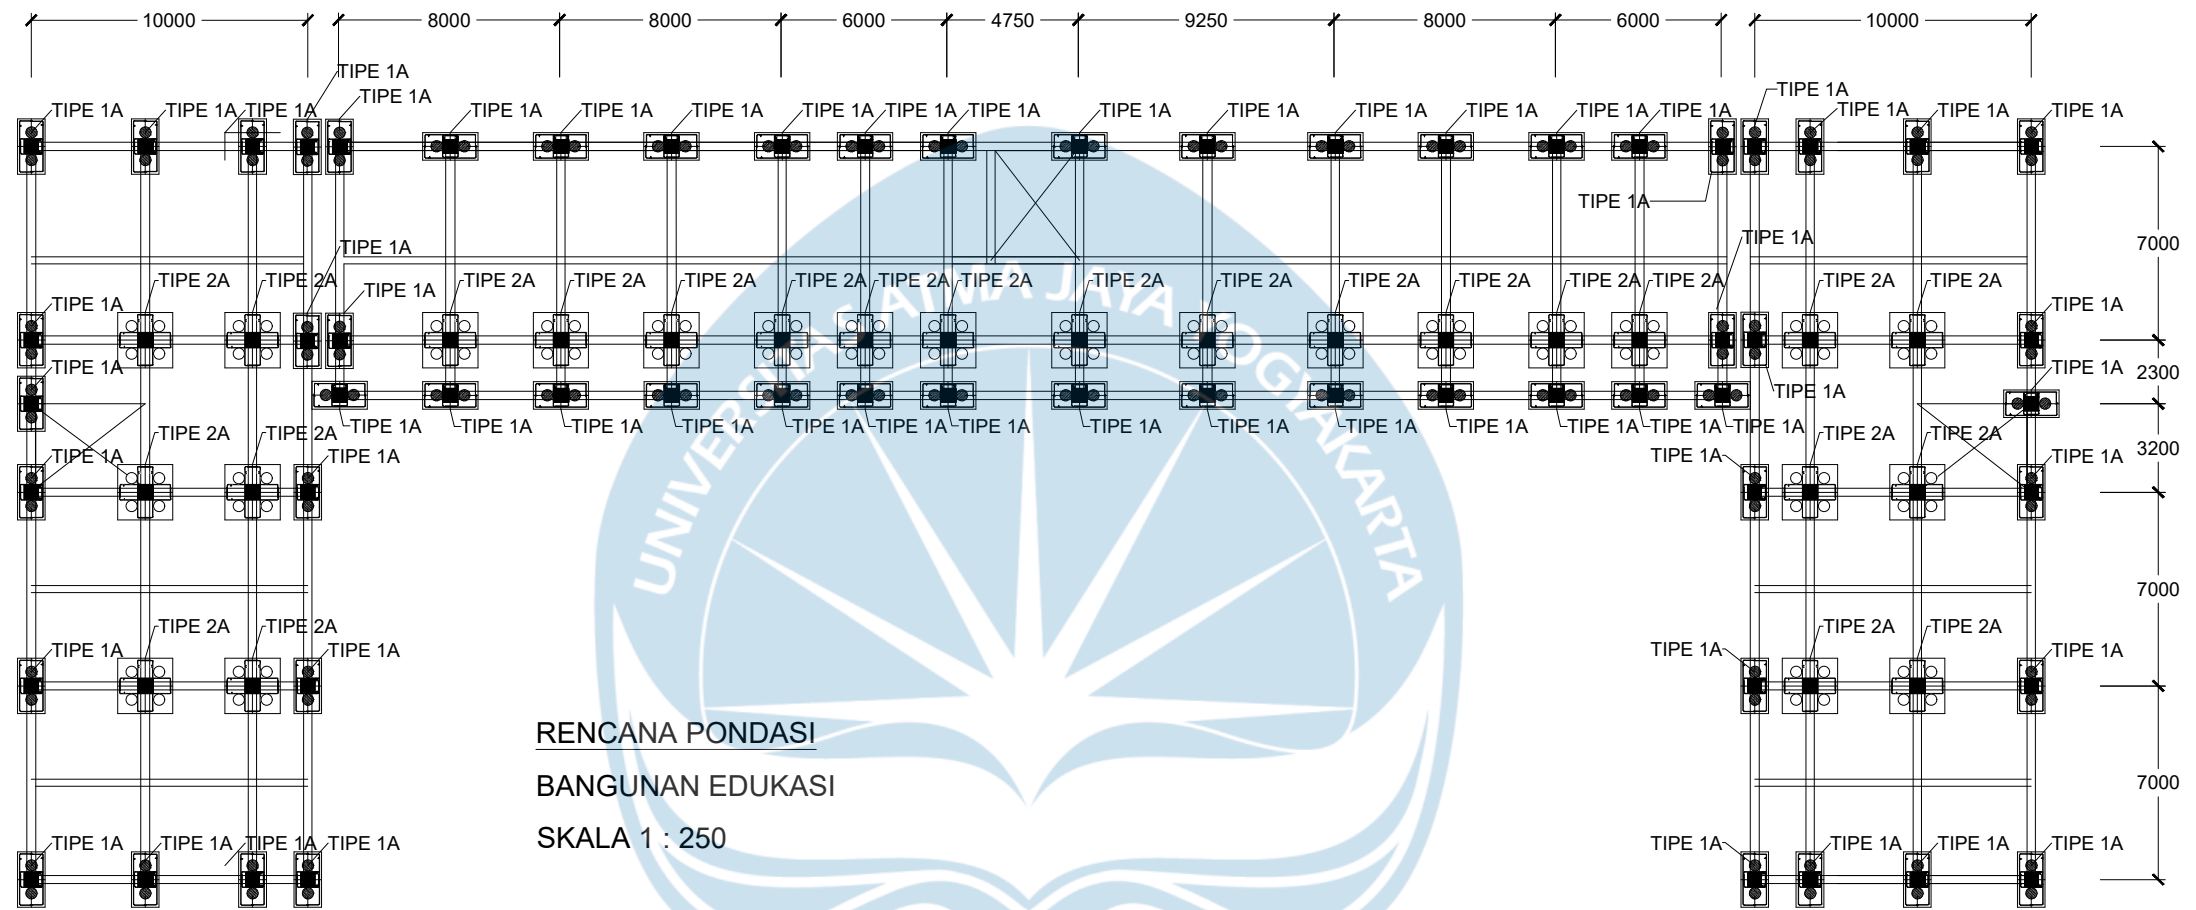 10000 8000 8000 6000 4750 9250 8000 6000 10000
TIPE 1A
TIPE 1A TIPE 1A
TIPE 1A TIPE 1A TIPE 1A TIPE 1A TIPE 1A TIPE 1A TIPE 1A TIPE 1A TIPE 1A TIPE 1A TIPE 1A TIPE 1A TIPE 1A TIPE 1A TIPE 1A TIPE 1A TIPE 1A TIPE 1A
TIPE 1A
7000
TIPE 1A TIPE 1A
TIPE 2A TIPE 2A TIPE 2A TIPE 2A TIPE 2A TIPE 2A TIPE 2A TIPE 2A TIPE 2A TIPE 2A TIPE 2A TIPE 2A TIPE 2A TIPE 2A TIPE 2A TIPE 2A
TIPE 1A TIPE 1A TIPE 1A
UNIVERSITAS ATMA JAYA YOGYAKARTA
TIPE 1A TIPE 1A 2300
TIPE 1A
TIPE 1A TIPE 1A TIPE 1A TIPE 1A TIPE 1A TIPE 1A TIPE 1A TIPE 1A TIPE 1A TIPE 1A TIPE 1A TIPE 1A TIPE 1A TIPE 1A
TIPE 2A TIPE 2A TIPE 2A TIPE 2A
TIPE 1A TIPE 1A TIPE 1A TIPE 1A 3200
7000
TIPE 2A TIPE 2A TIPE 2A TIPE 2A
TIPE 1A TIPE 1A TIPE 1A TIPE 1A
RENCANA PONDASI
BANGUNAN EDUKASI
7000
SKALA 1 : 250
TIPE 1A TIPE 1A TIPE 1A TIPE 1A TIPE 1A TIPE 1A TIPE 1A TIPE 1A